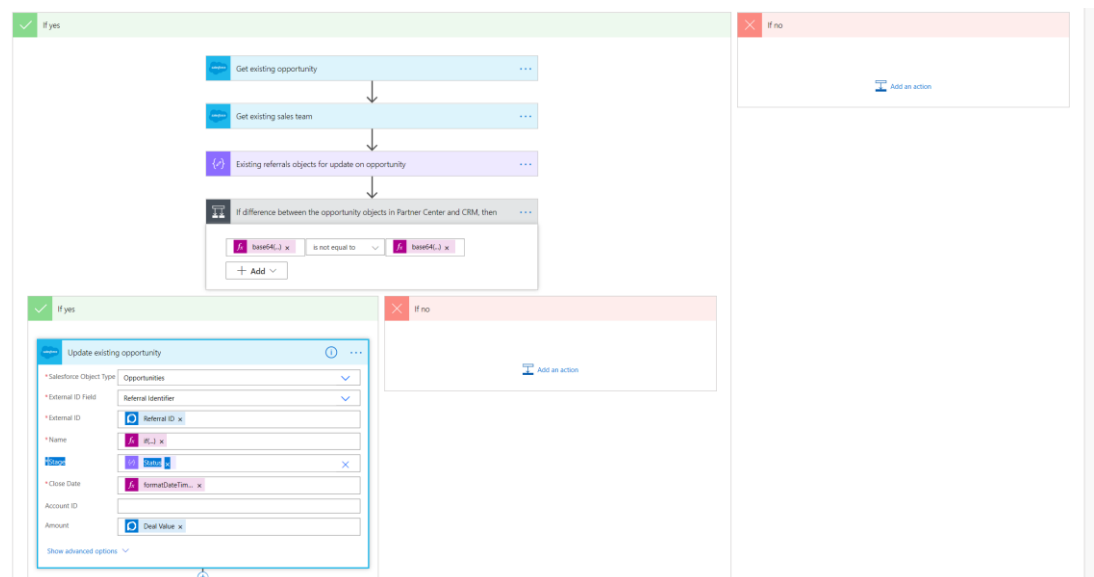 If yes
If no
Get existing opportunity
Add an action
Get existing sales team
Existing referrals objects for update on opportunity
If difference between the opportunity objects in Partner Center and CRM, then
base64(...) x is not equal to base64(...) x
+ Add
If yes
If no
Update existing opportunity
Add an action
*Salesforce Object Type Opportunities
*External ID Field Referral Identifier
*External ID Referral ID x
*Name if(...) x
*Stage Status x
*Close Date formatDateTim... x
Account ID
Amount Deal Value x
Show advanced options